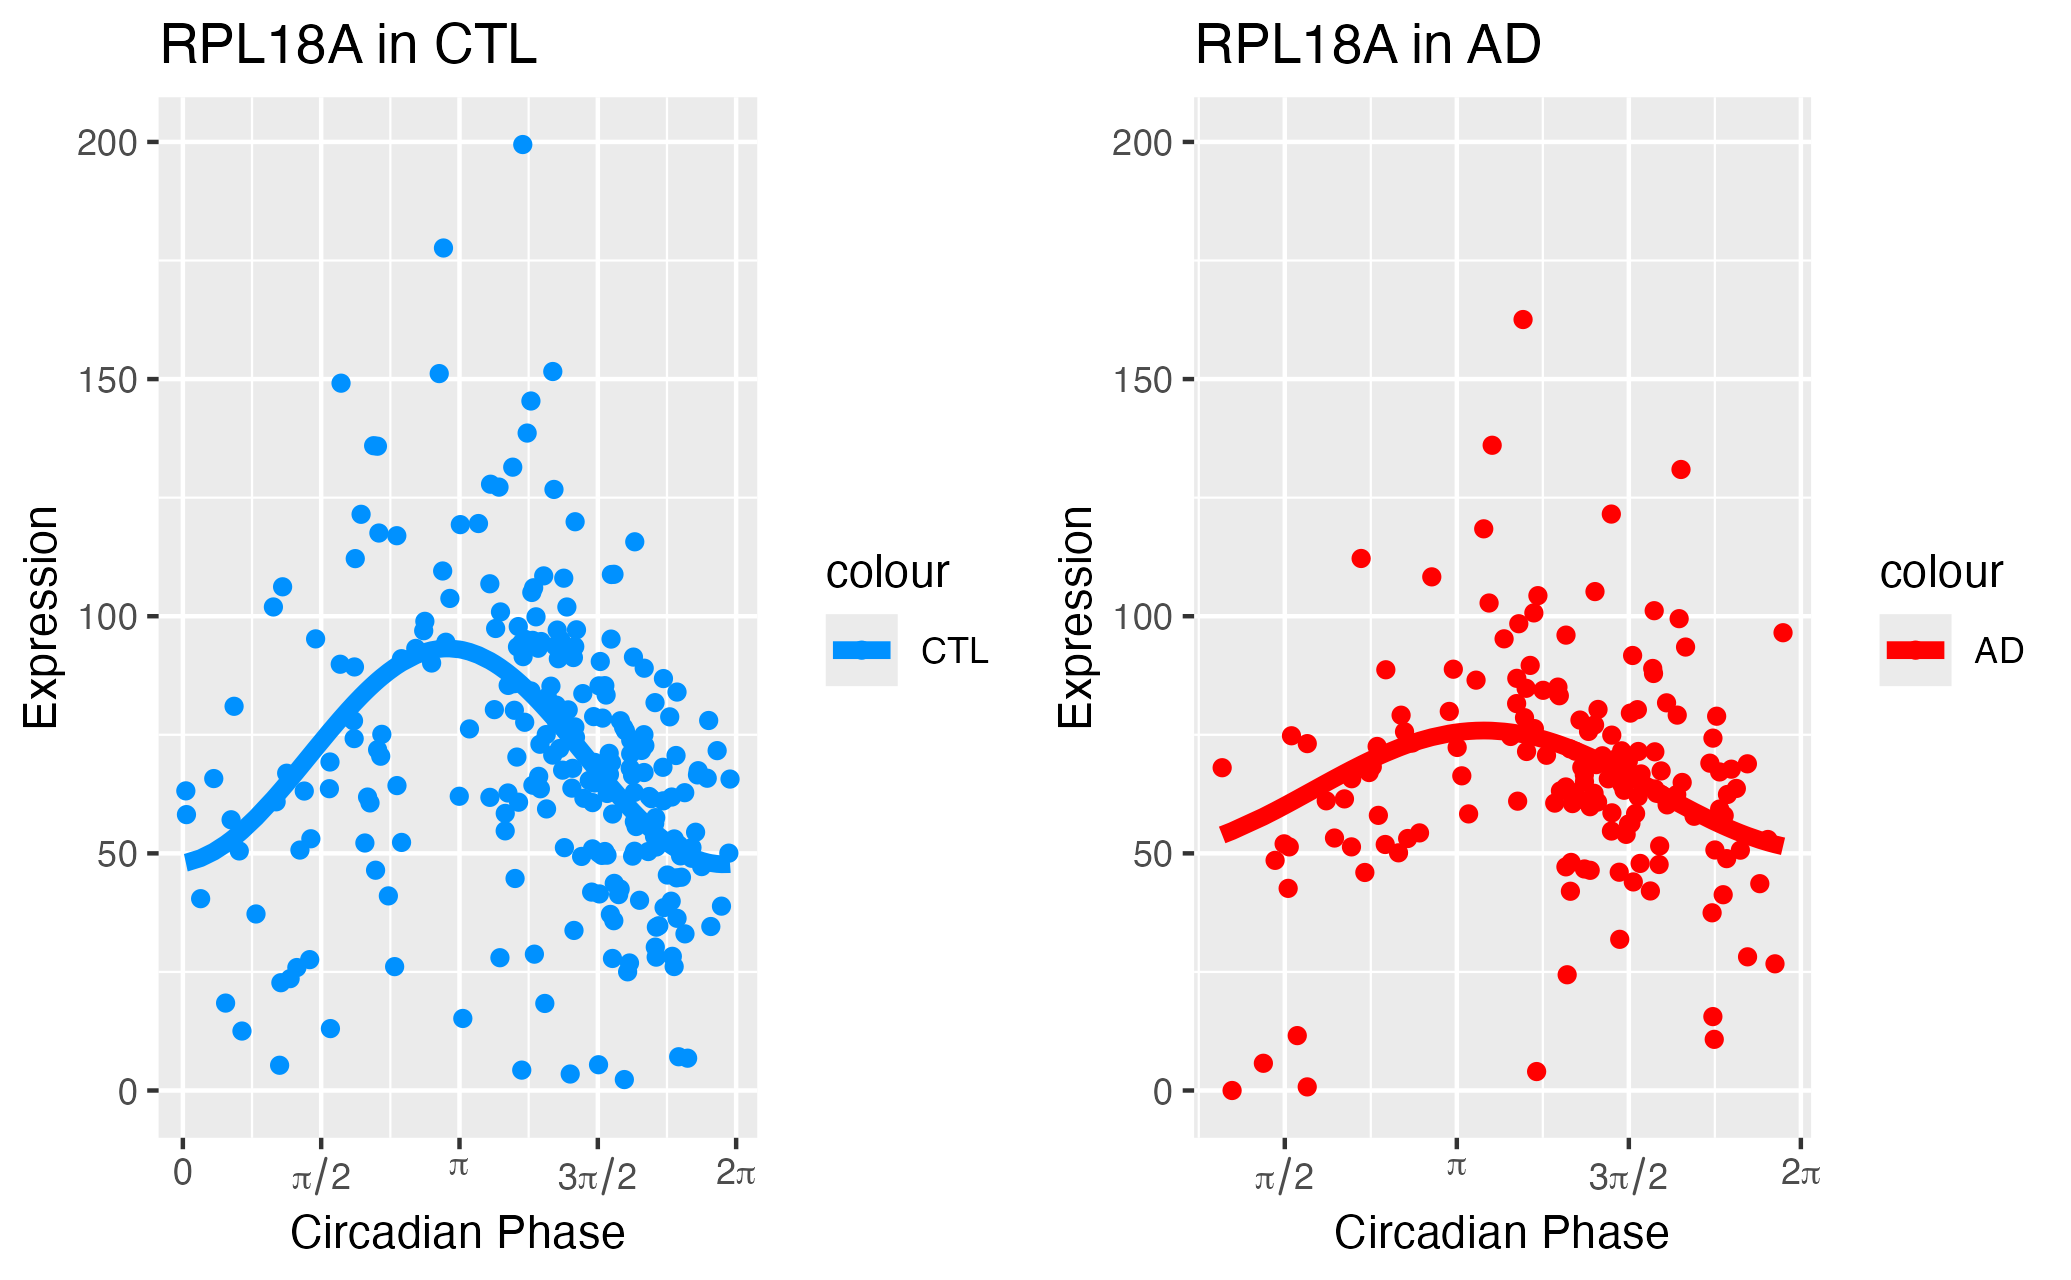 RPL18A in CTL
200
150
100
50
0
0
π/2
π
3π/2
2π
Circadian Phase
Expression
colour
CTL
RPL18A in AD
200
150
100
50
0
π/2
π
3π/2
2π
Circadian Phase
Expression
colour
AD